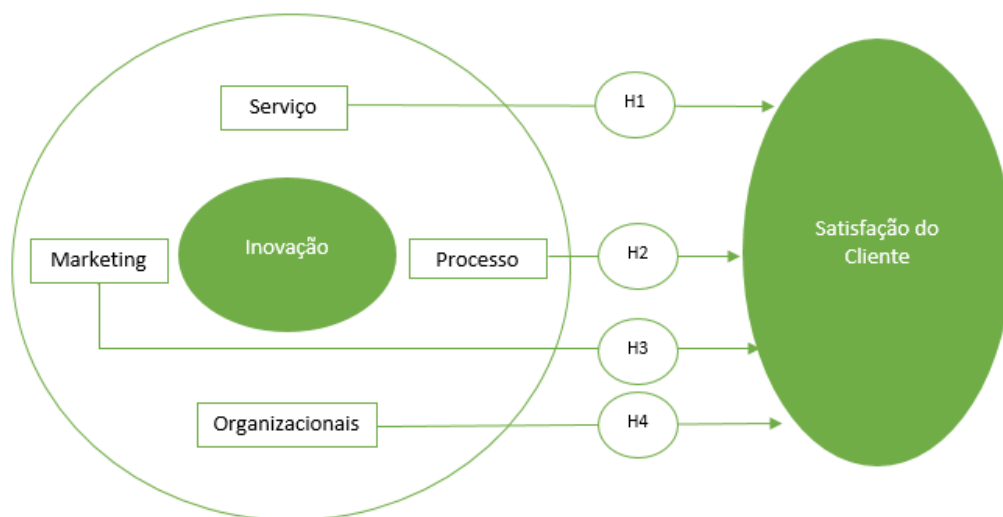 Serviço
H1
Inovação
Marketing
Processo
H2
Satisfação do
Cliente
H3
Organizacionais
H4